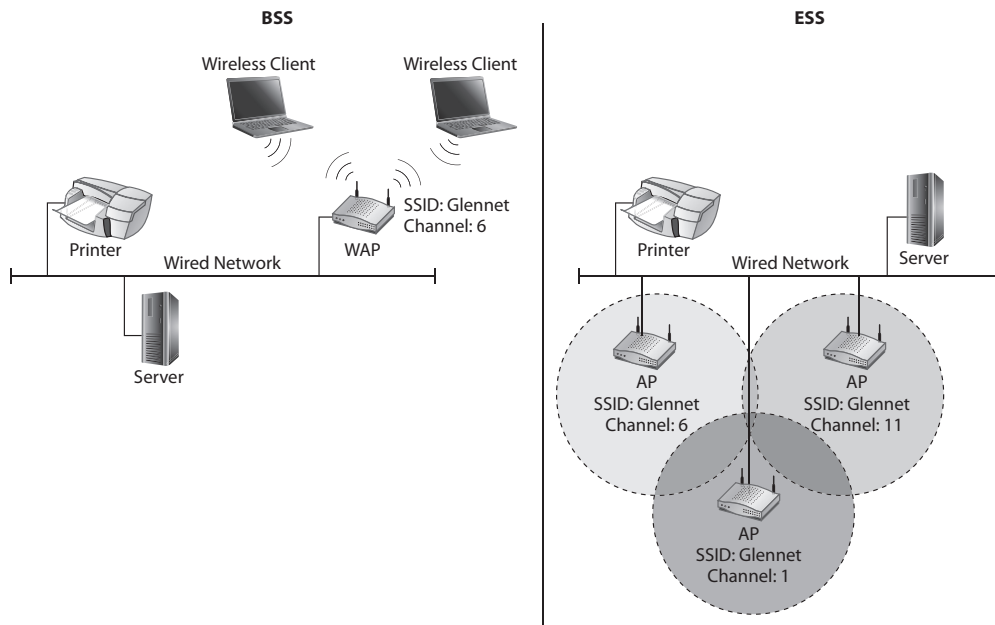 BSS
Wireless Client
Wireless Client
SSID: Glennet
Channel: 6
Printer
WAP
Wired Network
Server
ESS
Printer
Server
Wired Network
AP
SSID: Glennet
Channel: 6
AP
SSID: Glennet
Channel: 11
AP
SSID: Glennet
Channel: 1